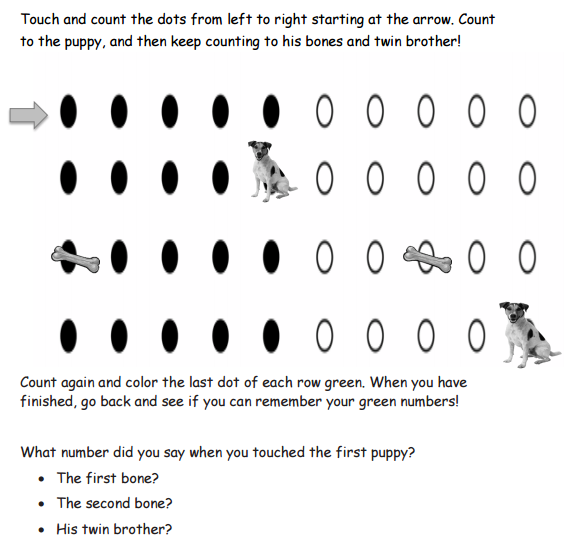 Touch and count the dots from left to right starting at the arrow. Count
to the puppy, and then keep counting to his bones and twin brother!
Count again and color the last dot of each row green. When you have
finished, go back and see if you can remember your green numbers!
What number did you say when you touched the first puppy?
• The first bone?
• The second bone?
• His twin brother?